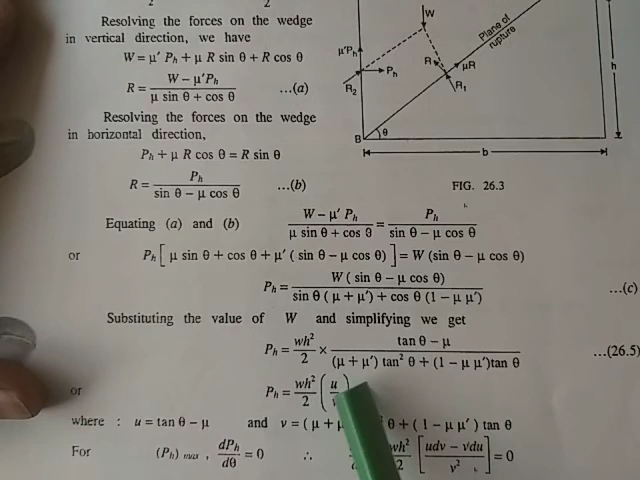 2 2
Resolving the forces on the wedge
in vertical direction, we have
W = μ′ Pₕ + μ R sin θ + R cos θ
R = (W – μ′Pₕ) / (μ sin θ + cos θ) ...(a)
Resolving the forces on the wedge
in horizontal direction,
Pₕ + μ R cos θ = R sin θ
R = Pₕ / (sin θ – μ cos θ) ...(b)
W
Plane of
rupture
μ′Pₕ
Pₕ
R
μR
R₂
R₁
h
B
θ
b
FIG. 26.3
Equating (a) and (b) (W – μ′ Pₕ) / (μ sin θ + cos θ) = Pₕ / (sin θ – μ cos θ)
or Pₕ [ μ sin θ + cos θ + μ′ ( sin θ – μ cos θ) ] = W (sin θ – μ cos θ)
Pₕ = W ( sin θ – μ cos θ) / (sin θ ( μ + μ′) + cos θ (1 – μ μ′)) ...(c)
Substituting the value of W and simplifying we get
Pₕ = wh²/2 × (tan θ – μ) / ((μ + μ′) tan² θ + (1 – μ μ′)tan θ) ...(26.5)
or Pₕ = wh²/2 ( u
where : u = tan θ – μ and v = ( μ + θ + ( 1 – μ μ′ ) tan θ
For (Pₕ) max , dPₕ/dθ = 0 ∴ wh²/2 [ (udv – vdu) / v² ] = 0